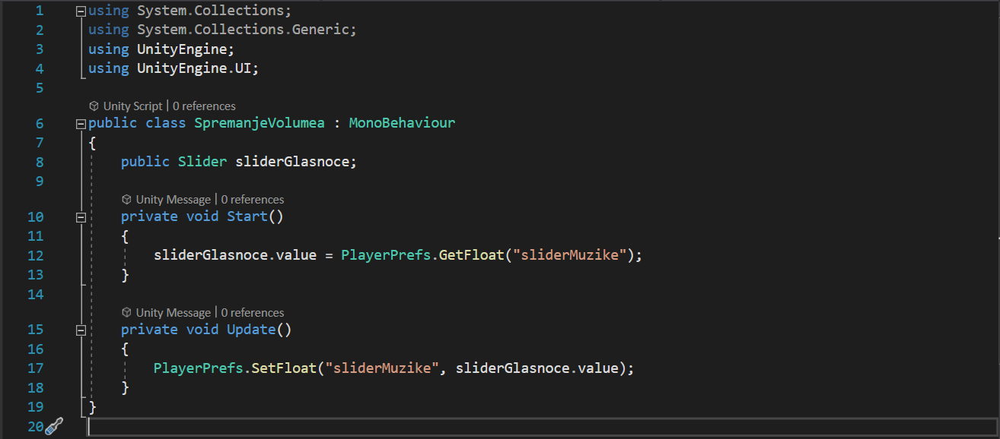 1 using System.Collections;
2 using System.Collections.Generic;
3 using UnityEngine;
4 using UnityEngine.UI;
5
Unity Script | 0 references
6 public class SpremanjeVolumea : MonoBehaviour
7 {
8 public Slider sliderGlasnoce;
9
Unity Message | 0 references
10 private void Start()
11 {
12 sliderGlasnoce.value = PlayerPrefs.GetFloat("sliderMuzike");
13 }
14
Unity Message | 0 references
15 private void Update()
16 {
17 PlayerPrefs.SetFloat("sliderMuzike", sliderGlasnoce.value);
18 }
19 }
20